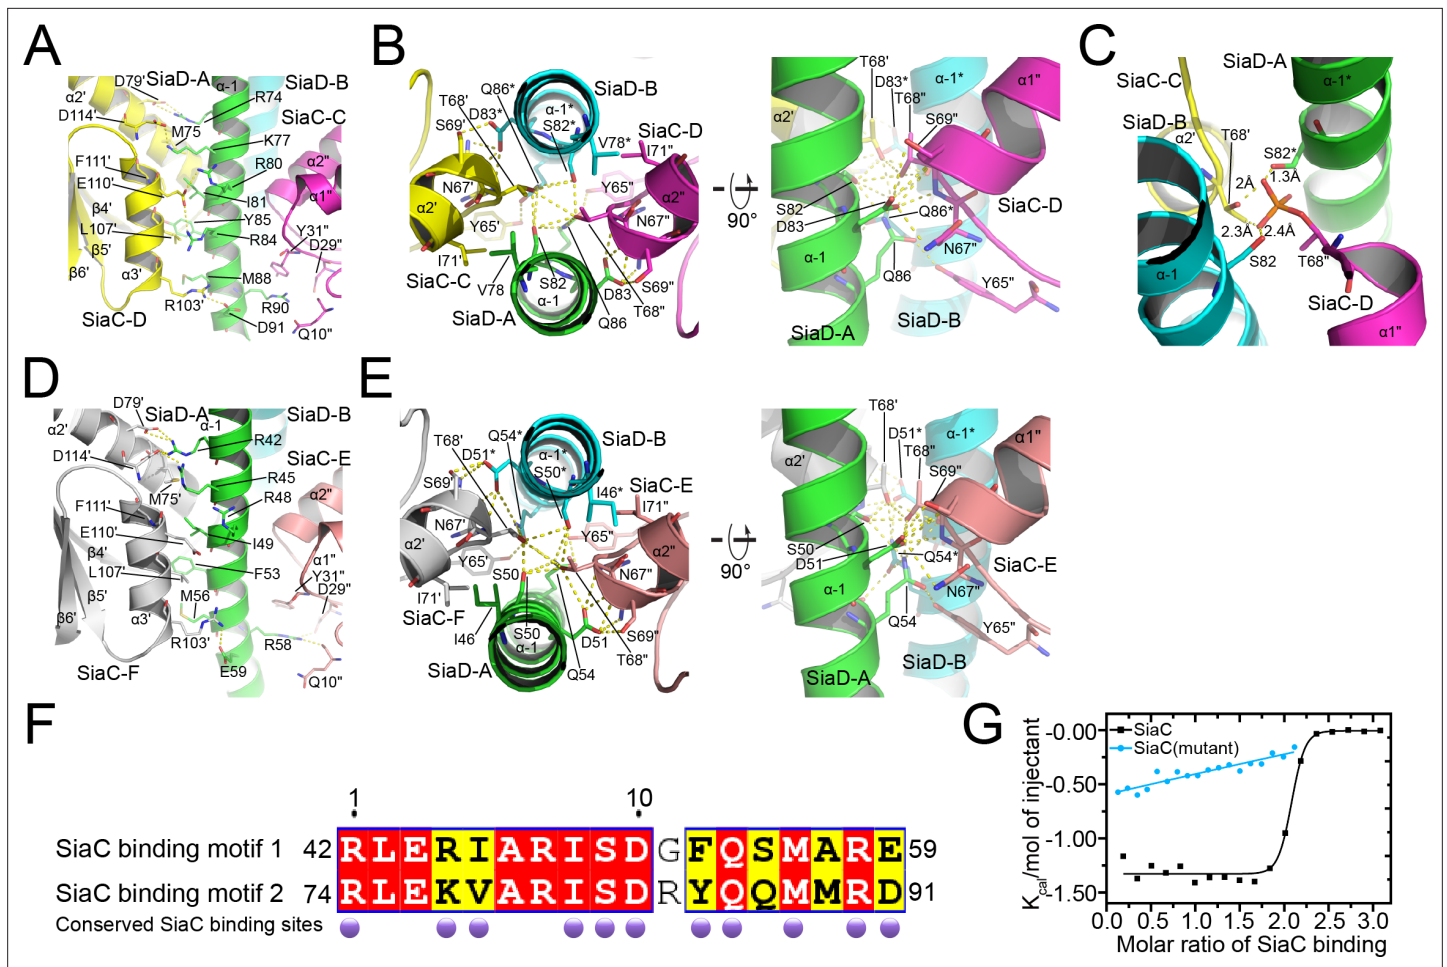 A
D79' SiaD-A α-1 SiaD-B
α2' R74
D114' M75 SiaC-C
K77
F111' R80 α2"
E110' α1"
I81
β4' Y85
L107' R84 Y31"
β5' D29"
β6' α3' M88
R103' R90
SiaC-D D91 Q10"
B
Q86* SiaD-B
T68' D83* α-1*
S69' S82* SiaC-D
V78* I71"
N67' Y65" α2"
α2' Y65' N67"
I71' S82
SiaC-C V78 α-1 D83 S69"
SiaD-A Q86 T68"
90°
T68' D83* α-1*
α2' T68" α1"
S69"
S82 SiaC-D
D83 Q86*
α-1 N67"
Q86 Y65"
SiaD-A SiaD-B
C
SiaD-A
SiaC-C α-1*
SiaD-B T68'
α2' S82*
2Å 1.3Å
2.3Å 2.4Å
α-1 S82 T68"
SiaC-D
α1"
D
D79' SiaD-A α-1 SiaD-B
α2' R42
D114' SiaC-E
M75' R45
F111' R48 α2"
E110'
β4' I49 α1"
L107' F53 Y31"
β5' M56 D29"
β6' α3'
R103' R58
SiaC-F E59 Q10"
E
Q54* SiaD-B
T68' D51* α-1*
S69' S50* SiaC-E
I46* I71"
N67' Y65" α2"
α2' Y65' S50 N67"
I71'
SiaC-F S50
I46 α-1 D51 S69"
SiaD-A Q54 T68"
90°
T68' D51* α-1*
α2' T68" α1"
S69"
S50 SiaC-E
D51 Q54*
α-1 N67"
Q54 Y65"
SiaD-B
SiaD-A
F
1 10
SiaC binding motif 1 42 RLERIARISDGFQSMARE 59
SiaC binding motif 2 74 RLEKVARISDRYQQMMRD 91
Conserved SiaC binding sites
G
Kcal/mol of injectant
-0.00
-0.50
-1.00
-1.50
SiaC
SiaC(mutant)
0.0 0.5 1.0 1.5 2.0 2.5 3.0
Molar ratio of SiaC binding